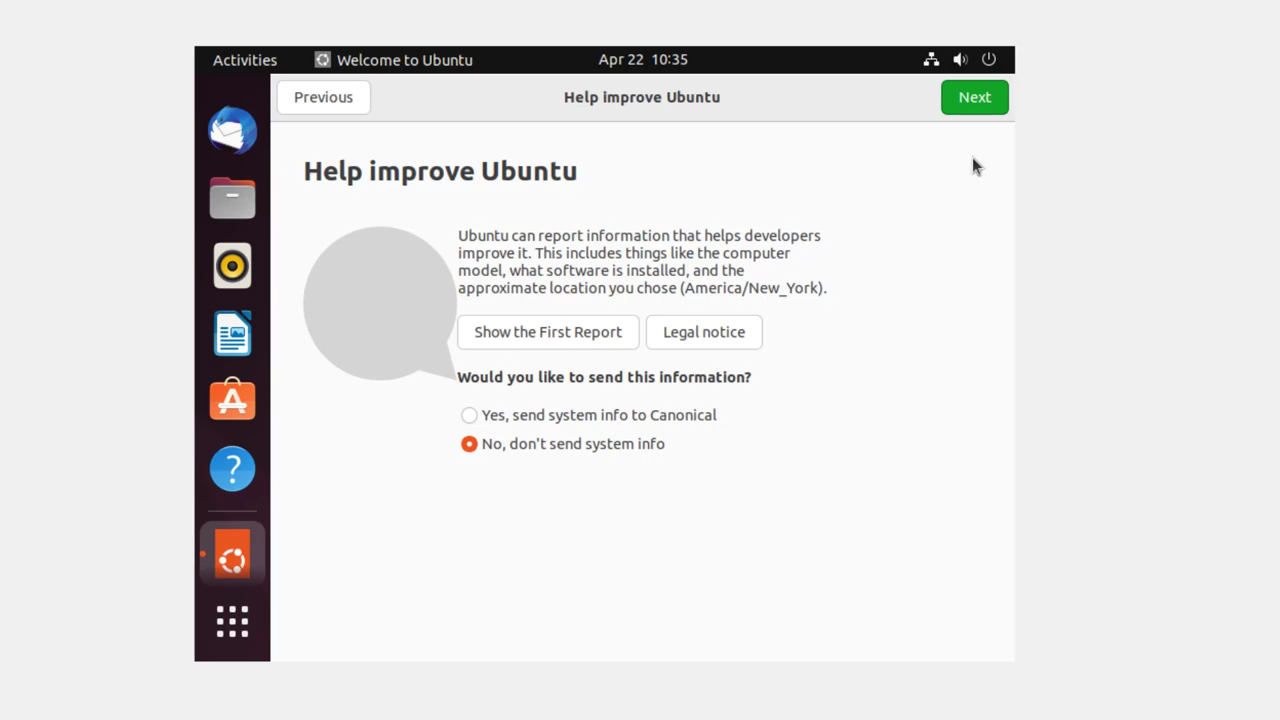 Activities Welcome to Ubuntu Apr 22 10:35
Previous Help improve Ubuntu Next
Help improve Ubuntu
Ubuntu can report information that helps developers
improve it. This includes things like the computer
model, what software is installed, and the
approximate location you chose (America/New_York).
Show the First Report Legal notice
Would you like to send this information?
Yes, send system info to Canonical
No, don't send system info